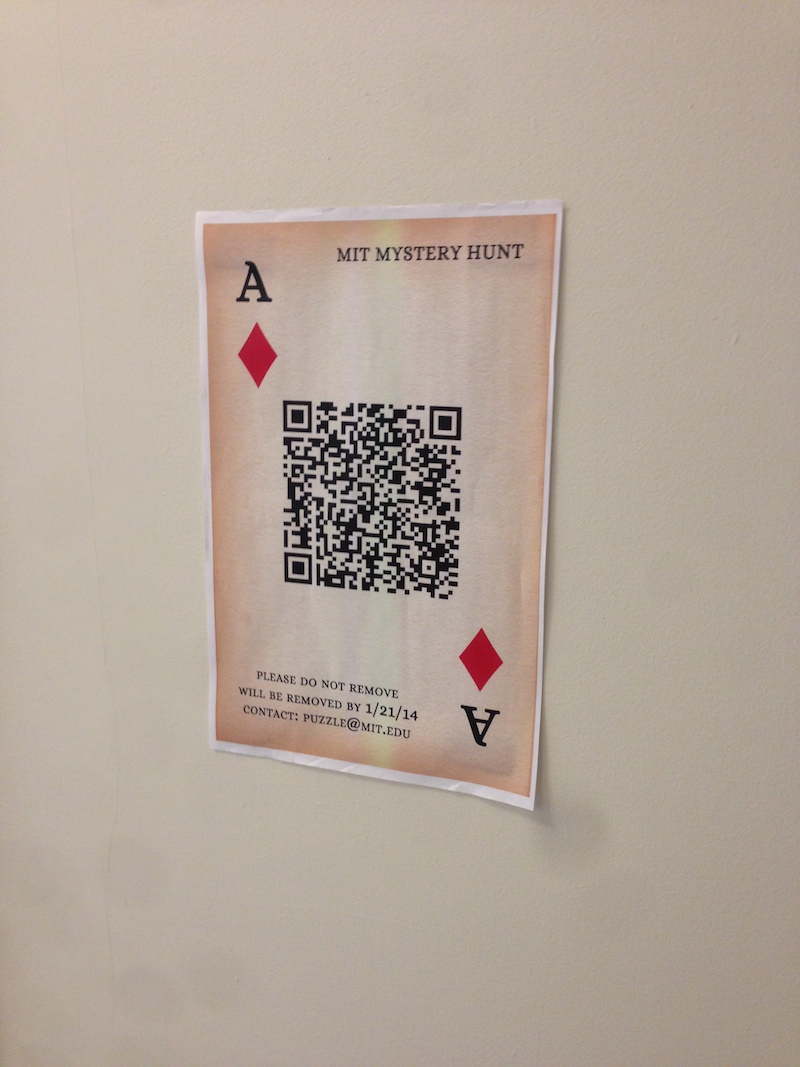 MIT MYSTERY HUNT
A
PLEASE DO NOT REMOVE
WILL BE REMOVED BY 1/21/14
CONTACT: PUZZLE@MIT.EDU
A